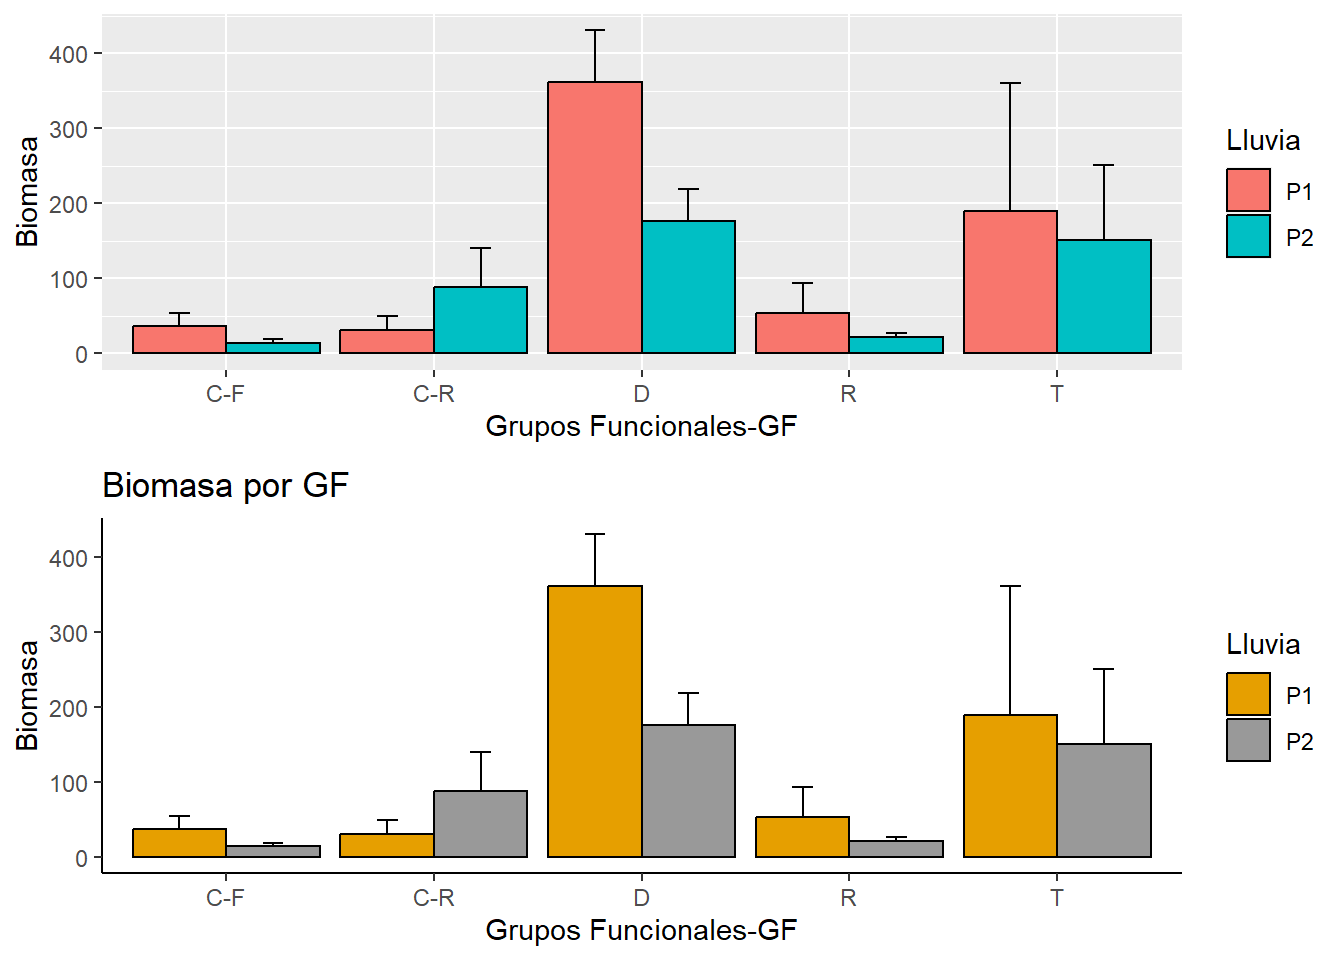 400
300
200
100
0
Biomasa
C-F C-R D R T
Grupos Funcionales-GF
Lluvia
P1
P2
Biomasa por GF
400
300
200
100
0
Biomasa
C-F C-R D R T
Grupos Funcionales-GF
Lluvia
P1
P2